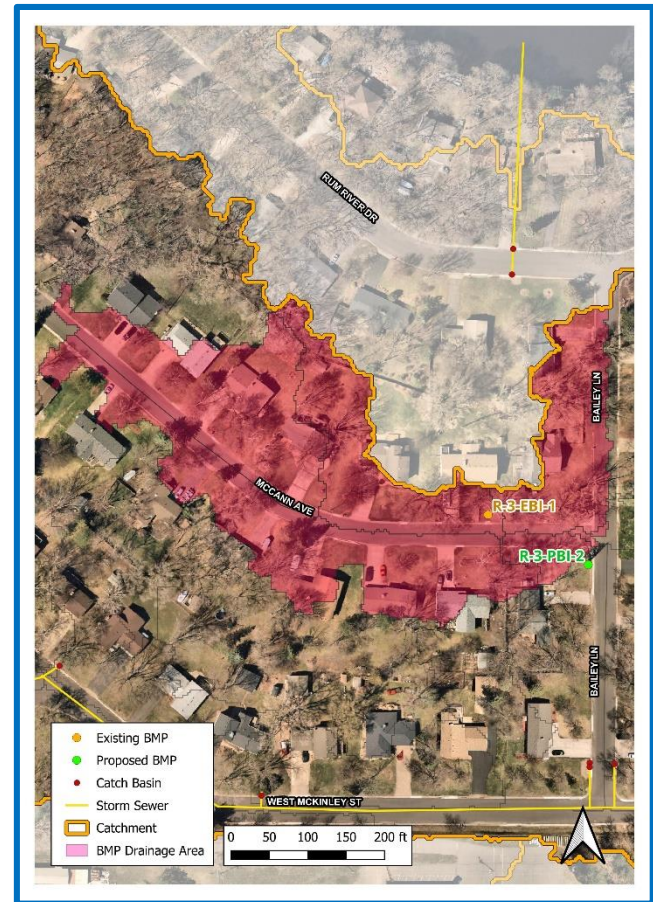 RUM RIVER DR
BAILEY LN
MCCANN AVE
R-3-EBI-1
R-3-PBI-2
BAILEY LN
Existing BMP
Proposed BMP
Catch Basin
Storm Sewer
Catchment
BMP Drainage Area
WEST MCKINLEY ST
0 50 100 150 200 ft